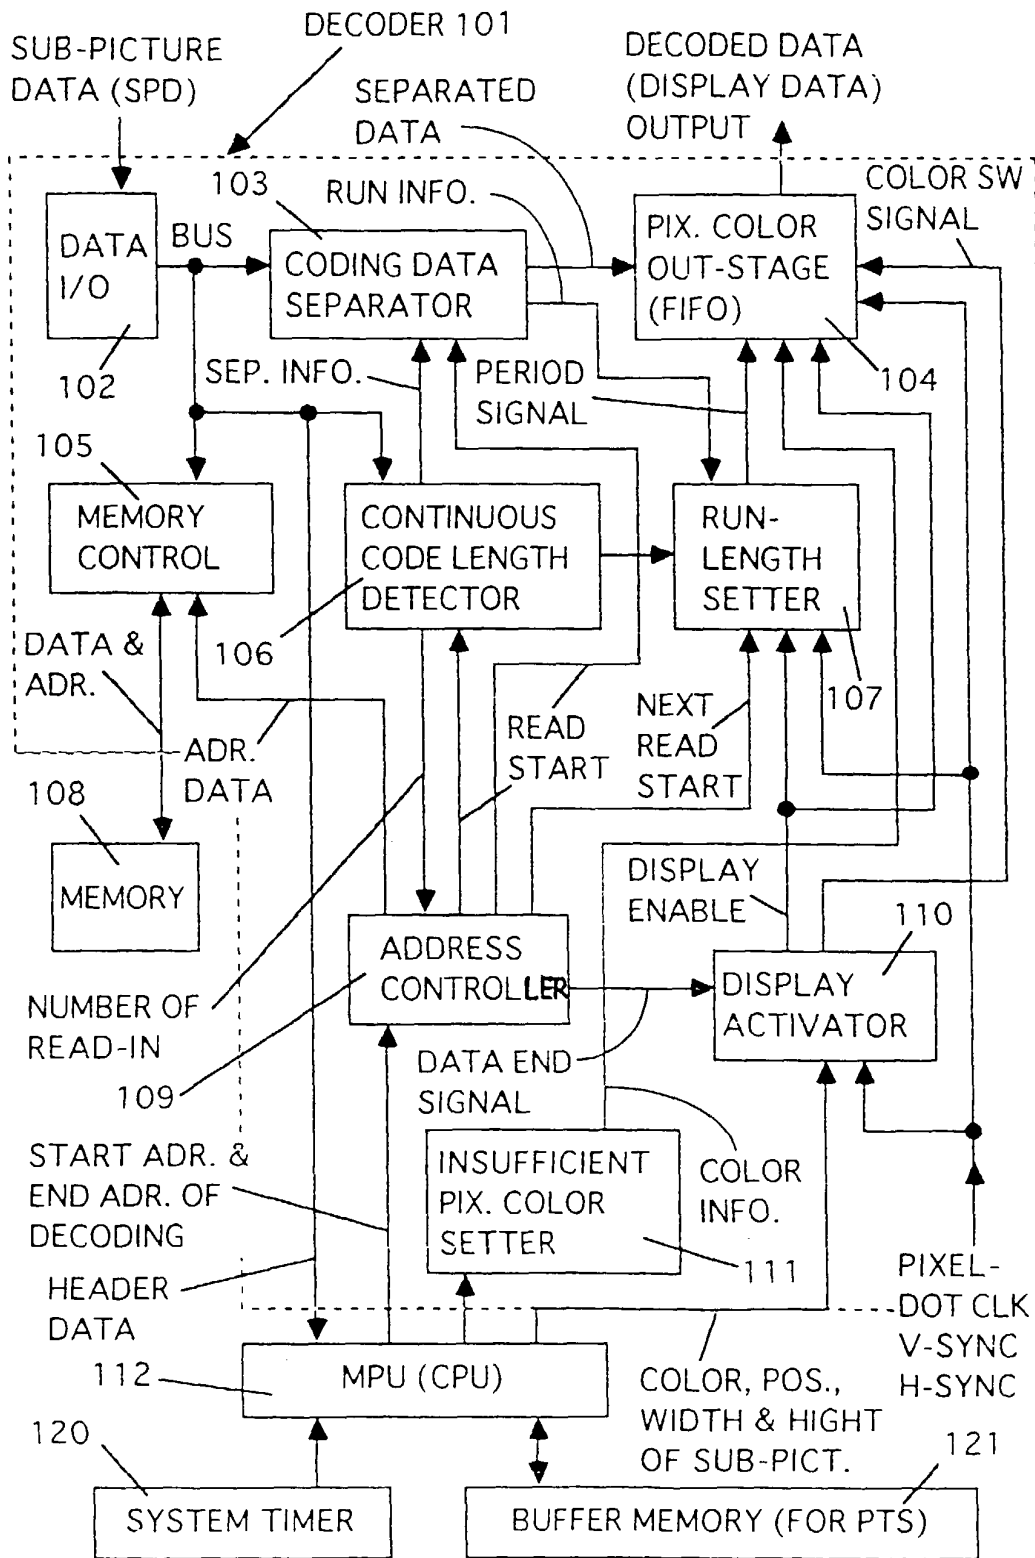 DECODER 101
SUB-PICTURE
DATA (SPD)
SEPARATED
DATA
DECODED DATA
(DISPLAY DATA)
OUTPUT
103
RUN INFO.
COLOR SW
SIGNAL
DATA
I/O
BUS
CODING DATA
SEPARATOR
PIX. COLOR
OUT-STAGE
(FIFO)
102
SEP. INFO.
PERIOD
SIGNAL
104
105
MEMORY
CONTROL
CONTINUOUS
CODE LENGTH
DETECTOR
RUN-
LENGTH
SETTER
106
107
DATA &
ADR.
ADR.
DATA
READ
START
NEXT
READ
START
108
MEMORY
DISPLAY
ENABLE
110
ADDRESS
CONTROLLER
DISPLAY
ACTIVATOR
NUMBER OF
READ-IN
109
DATA END
SIGNAL
START ADR. &
END ADR. OF
DECODING
INSUFFICIENT
PIX. COLOR
SETTER
COLOR
INFO.
111
HEADER
DATA
PIXEL-
DOT CLK
V-SYNC
H-SYNC
112
MPU (CPU)
COLOR, POS.,
WIDTH & HIGHT
OF SUB-PICT.
120
121
SYSTEM TIMER
BUFFER MEMORY (FOR PTS)